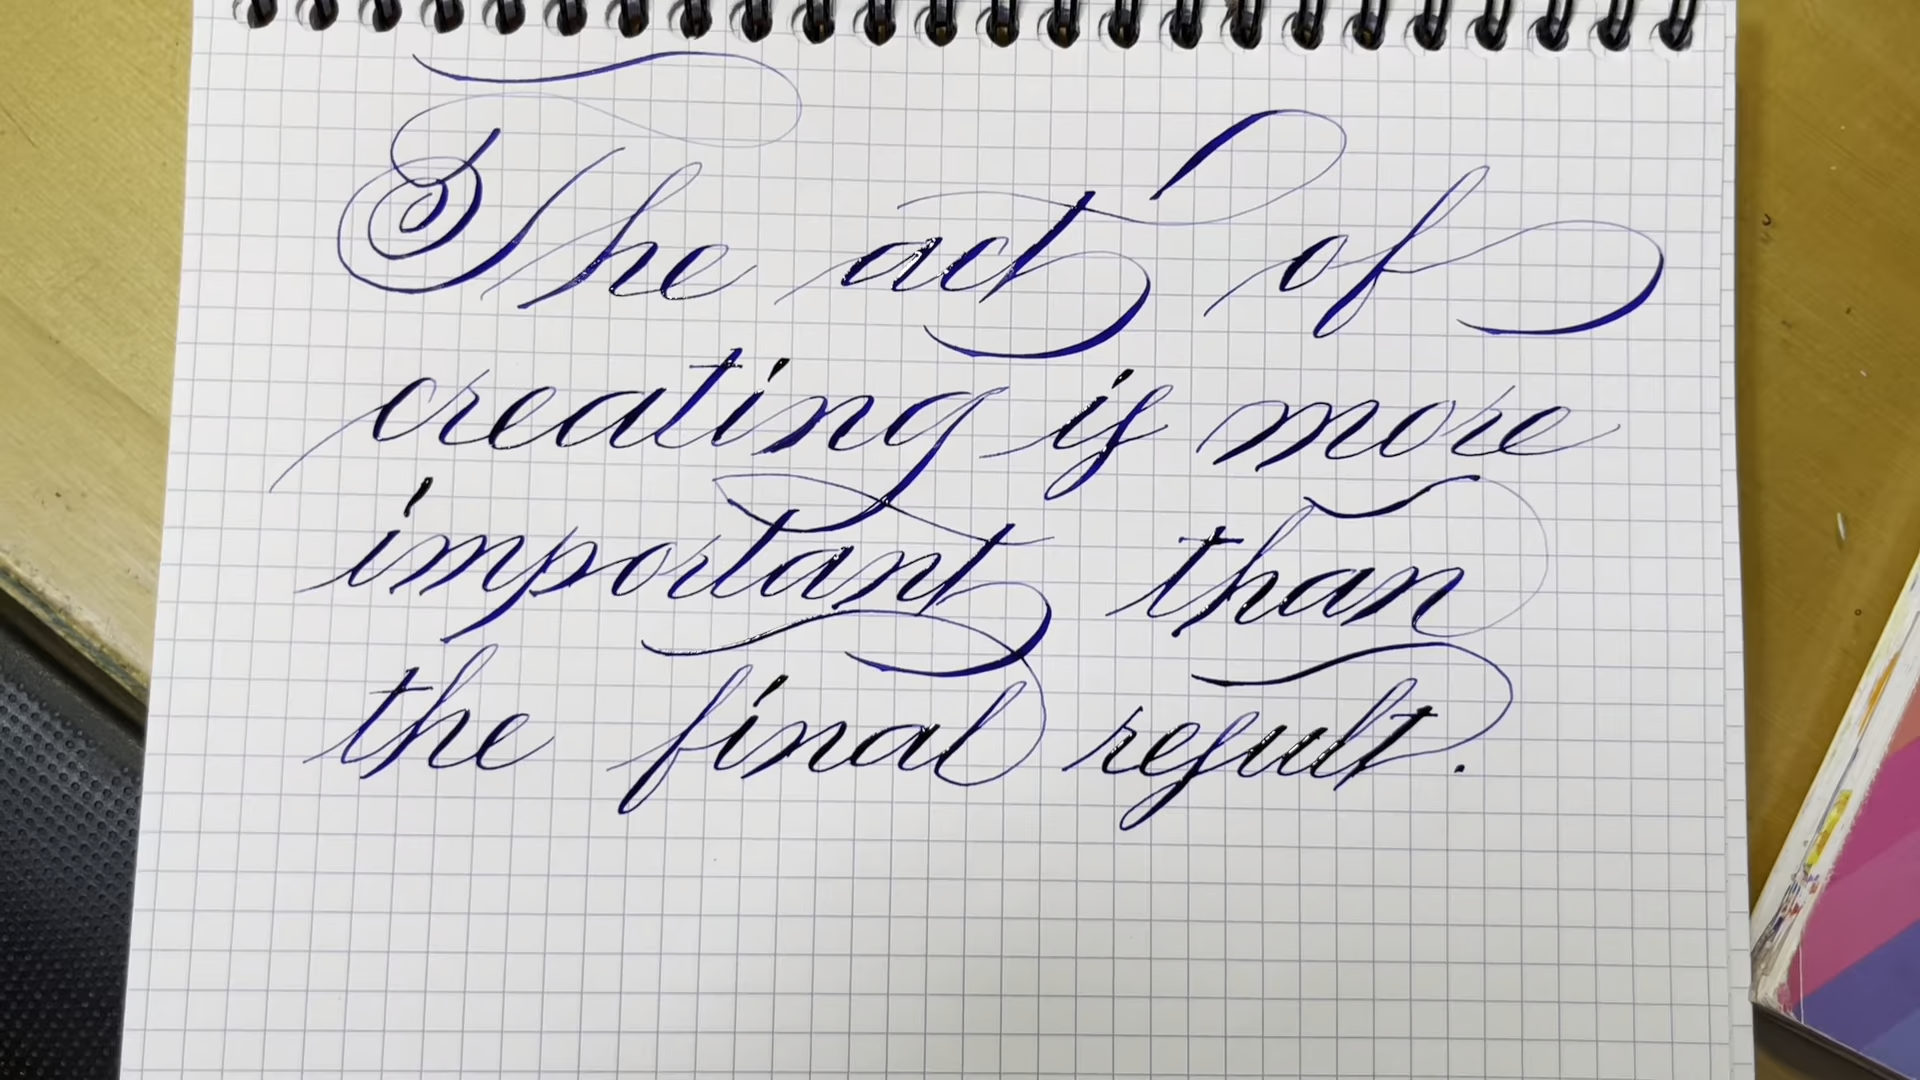 The act of
creating is more
important than
the final result.